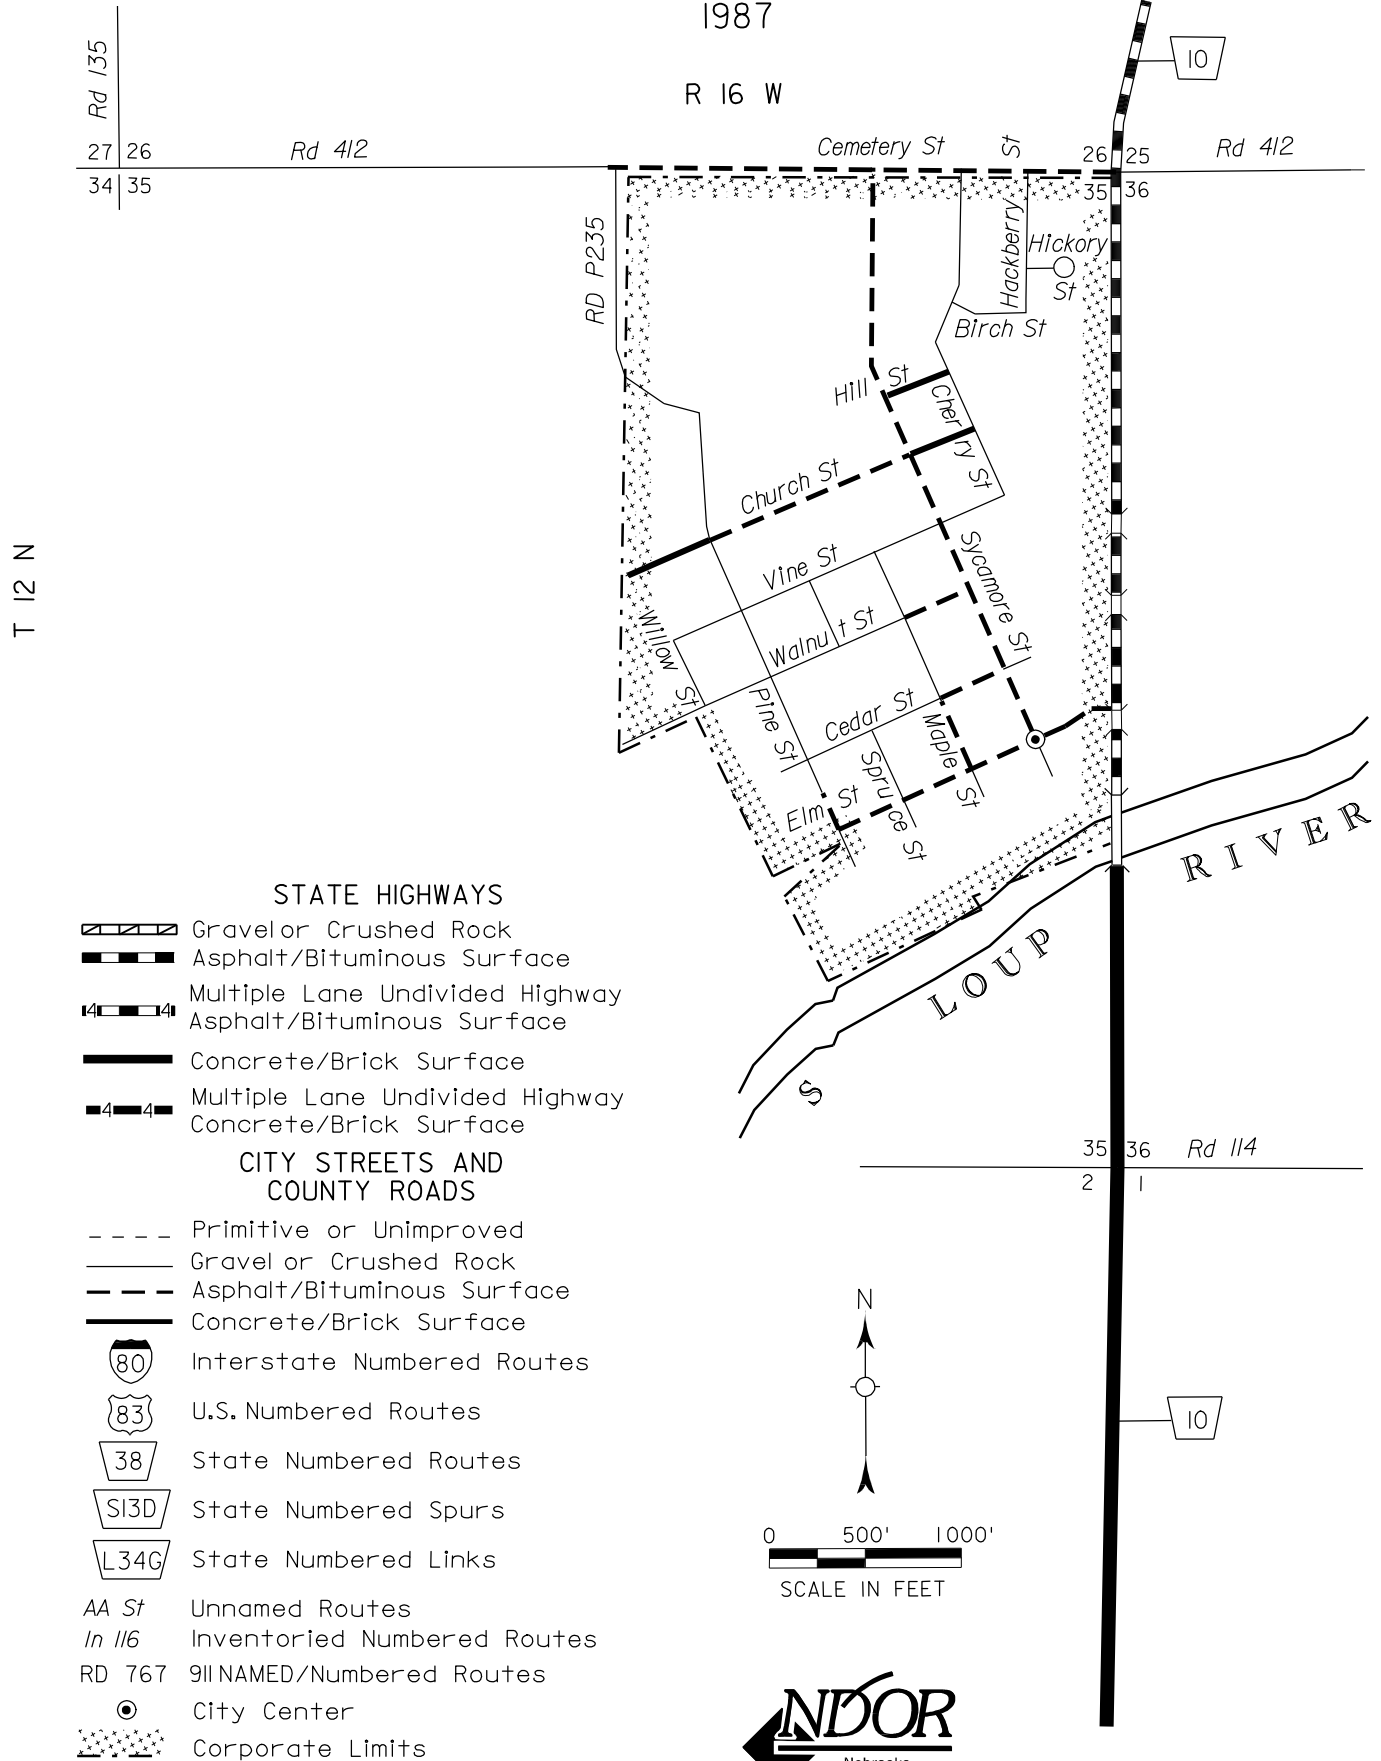 1987
R 16 W
10
Rd 135
27 26
34 35
Rd 412
Cemetery St
26 25
35 36
Rd 412
RD P235
Hackberry St
Hickory St
Birch St
Hill St
Cherry St
Church St
T 12 N
Vine St
Sycamore St
Willow St
Walnut St
Pine St
Cedar St
Maple St
Spruce St
Elm St
S LOUP RIVER
STATE HIGHWAYS
Gravel or Crushed Rock
Asphalt/Bituminous Surface
4 4 Multiple Lane Undivided Highway
Asphalt/Bituminous Surface
Concrete/Brick Surface
4 4 Multiple Lane Undivided Highway
Concrete/Brick Surface
35 36
2 1
Rd 114
CITY STREETS AND
COUNTY ROADS
Primitive or Unimproved
Gravel or Crushed Rock
Asphalt/Bituminous Surface
Concrete/Brick Surface
80 Interstate Numbered Routes
83 U.S. Numbered Routes
38 State Numbered Routes
S13D State Numbered Spurs
L34G State Numbered Links
AA St Unnamed Routes
In 116 Inventoried Numbered Routes
RD 767 911 NAMED/Numbered Routes
City Center
Corporate Limits
N
10
0 500' 1000'
SCALE IN FEET
NDOR
Nebraska